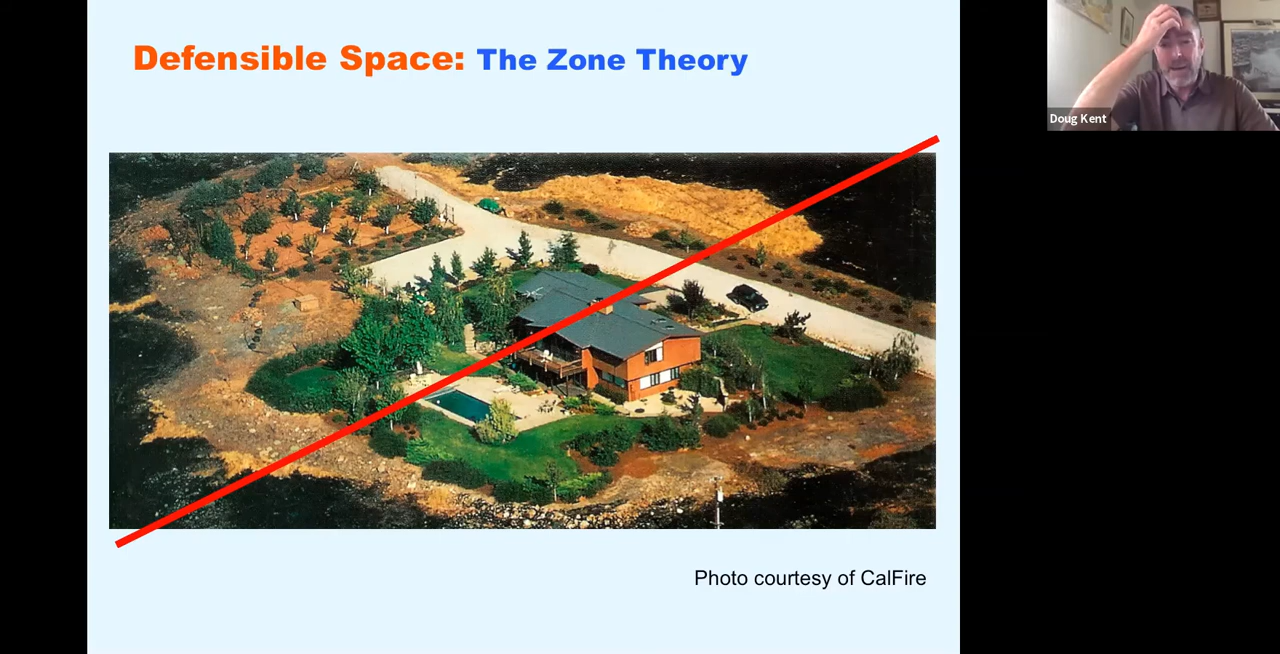 Defensible Space: The Zone Theory
Doug Kent
Photo courtesy of CalFire